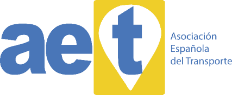 aet
Asociación
Española
del Transporte